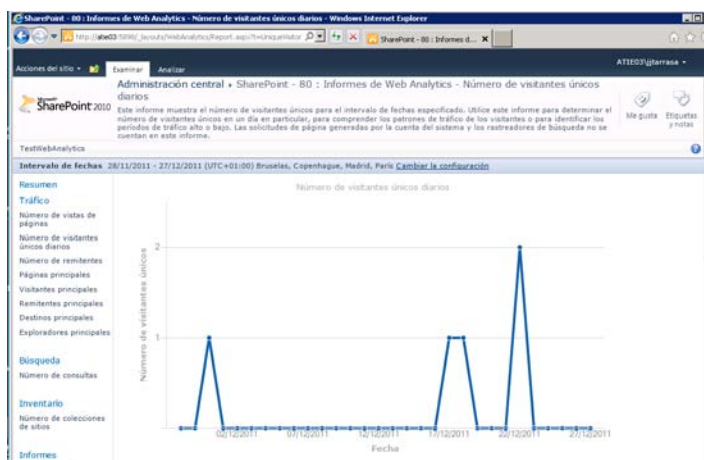 SharePoint - 80 : Informes de Web Analytics - Número de visitantes únicos diarios - Windows Internet Explorer
SharePoint - 80 : Informes d...
Acciones del sitio
Examinar
Analizar
ATIE03\jjtarrasa
Microsoft
SharePoint 2010
Administración central ▸ SharePoint - 80 : Informes de Web Analytics - Número de visitantes únicos
diarios
Este informe muestra el número de visitantes únicos para el intervalo de fechas especificado. Utilice este informe para determinar el
número de visitantes únicos en un día en particular, para comprender los patrones de tráfico de los visitantes o para identificar los
períodos de tráfico alto o bajo. Las solicitudes de página generadas por la cuenta del sistema y los rastreadores de búsqueda no se
cuentan en este informe.
Me gusta
Etiquetas
y notas
TestWebAnalytics
Intervalo de fechas 28/11/2011 - 27/12/2011 (UTC+01:00) Bruselas, Copenhague, Madrid, París Cambiar la configuración
Resumen
Tráfico
Número de vistas de
páginas
Número de visitantes
únicos diarios
Número de remitentes
Páginas principales
Visitantes principales
Remitentes principales
Destinos principales
Exploradores principales
Búsqueda
Número de consultas
Inventario
Número de colecciones
de sitios
Informes
Número de visitantes únicos diarios
Número de visitantes únicos
2
1
02/12/2011
07/12/2011
12/12/2011
17/12/2011
22/12/2011
27/12/2011
Fecha